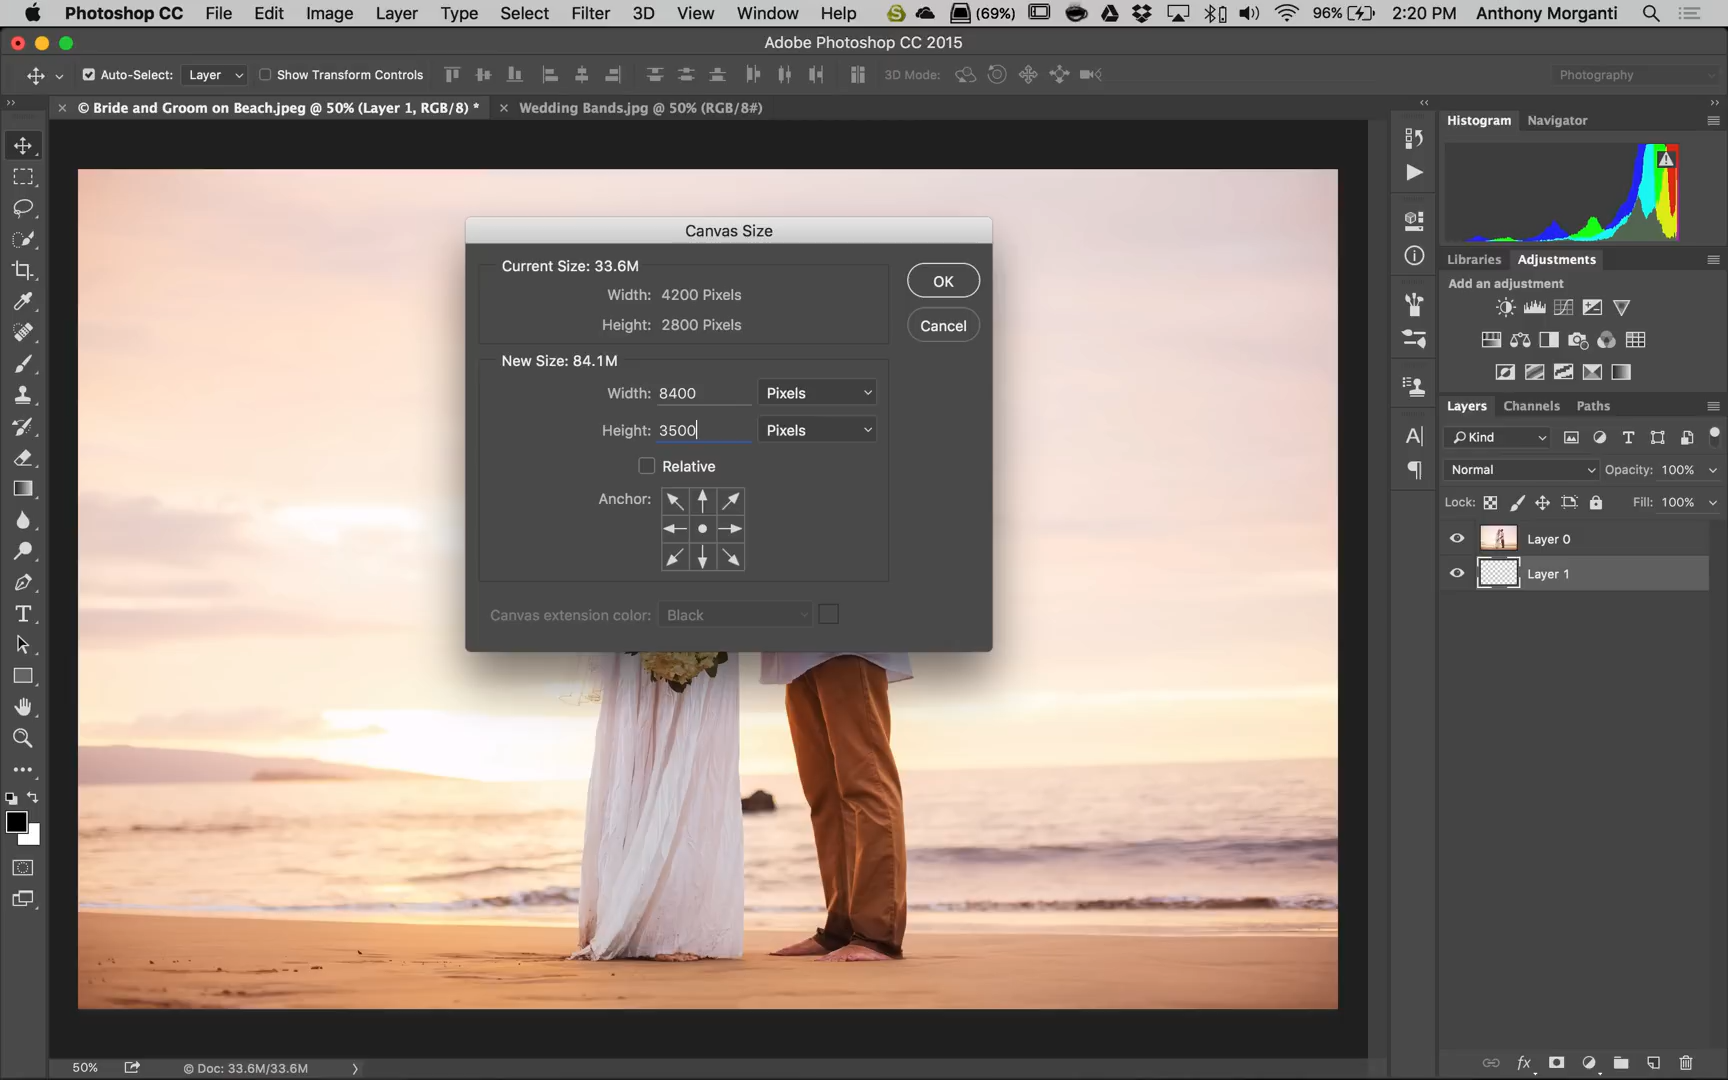 Photoshop CC File Edit Image Layer Type Select Filter 3D View Window Help (69%) 96% 2:20 PM Anthony Morganti
Adobe Photoshop CC 2015
Auto-Select: Layer Show Transform Controls 3D Mode: Photography
© Bride and Groom on Beach.jpeg @ 50% (Layer 1, RGB/8) * Wedding Bands.jpg @ 50% (RGB/8#)
Histogram Navigator
Canvas Size
Current Size: 33.6M
Width: 4200 Pixels
Height: 2800 Pixels
OK
Cancel
New Size: 84.1M
Width: 8400 Pixels
Height: 3500 Pixels
Relative
Anchor:
Canvas extension color: Black
Libraries Adjustments
Add an adjustment
Layers Channels Paths
Kind
Normal Opacity: 100%
Lock: Fill: 100%
Layer 0
Layer 1
50% © Doc: 33.6M/33.6M